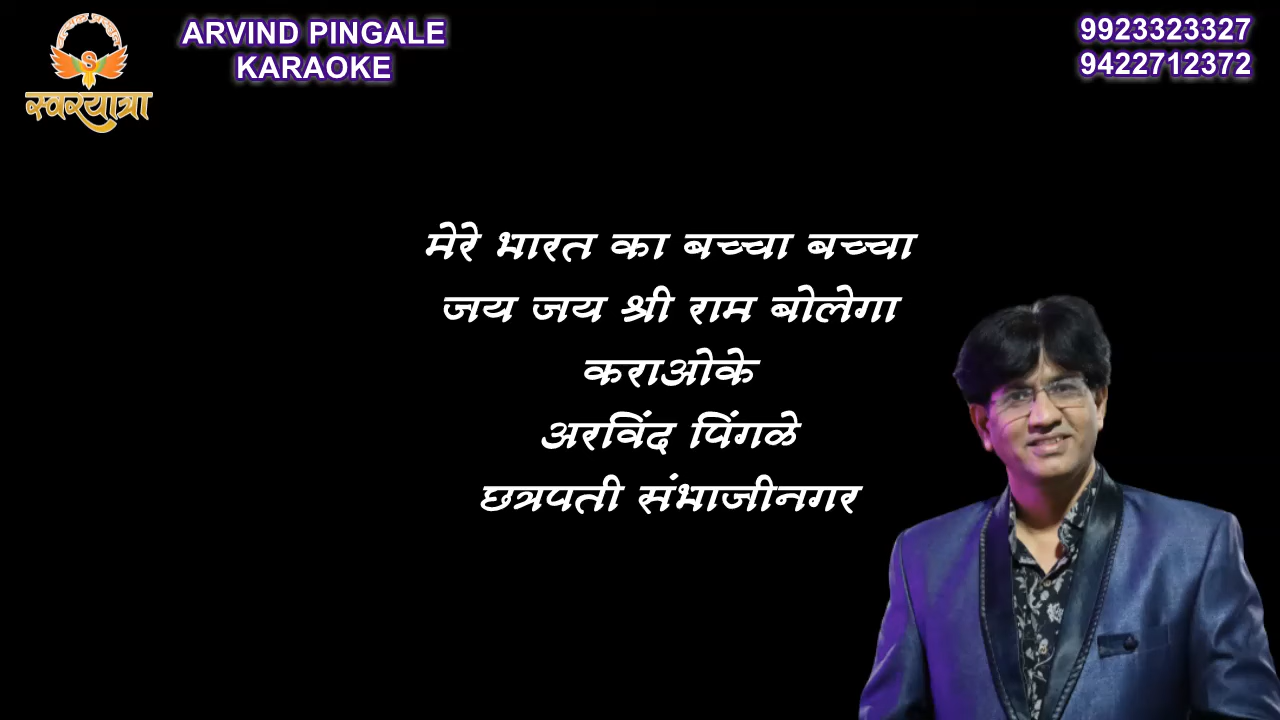 ARVIND PINGALE
KARAOKE
9923323327
9422712372
S
स्वरयात्रा
मेरे भारत का बच्चा बच्चा
जय जय श्री राम बोलेगा
कराओके
अरविंद पिंगळे
छत्रपती संभाजीनगर